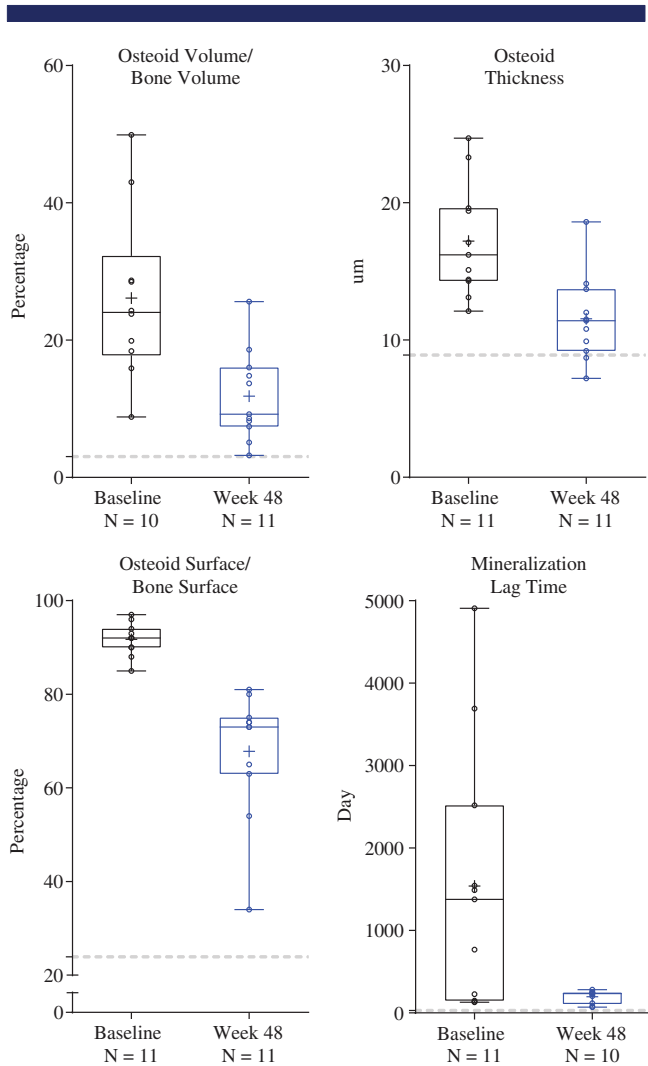 Osteoid Volume/
Bone Volume
Percentage
60
40
20
0
Baseline
N = 10
Week 48
N = 11
Osteoid
Thickness
um
30
20
10
0
Baseline
N = 11
Week 48
N = 11
Osteoid Surface/
Bone Surface
Percentage
100
80
60
40
20
0
Baseline
N = 11
Week 48
N = 11
Mineralization
Lag Time
Day
5000
4000
3000
2000
1000
0
Baseline
N = 11
Week 48
N = 10